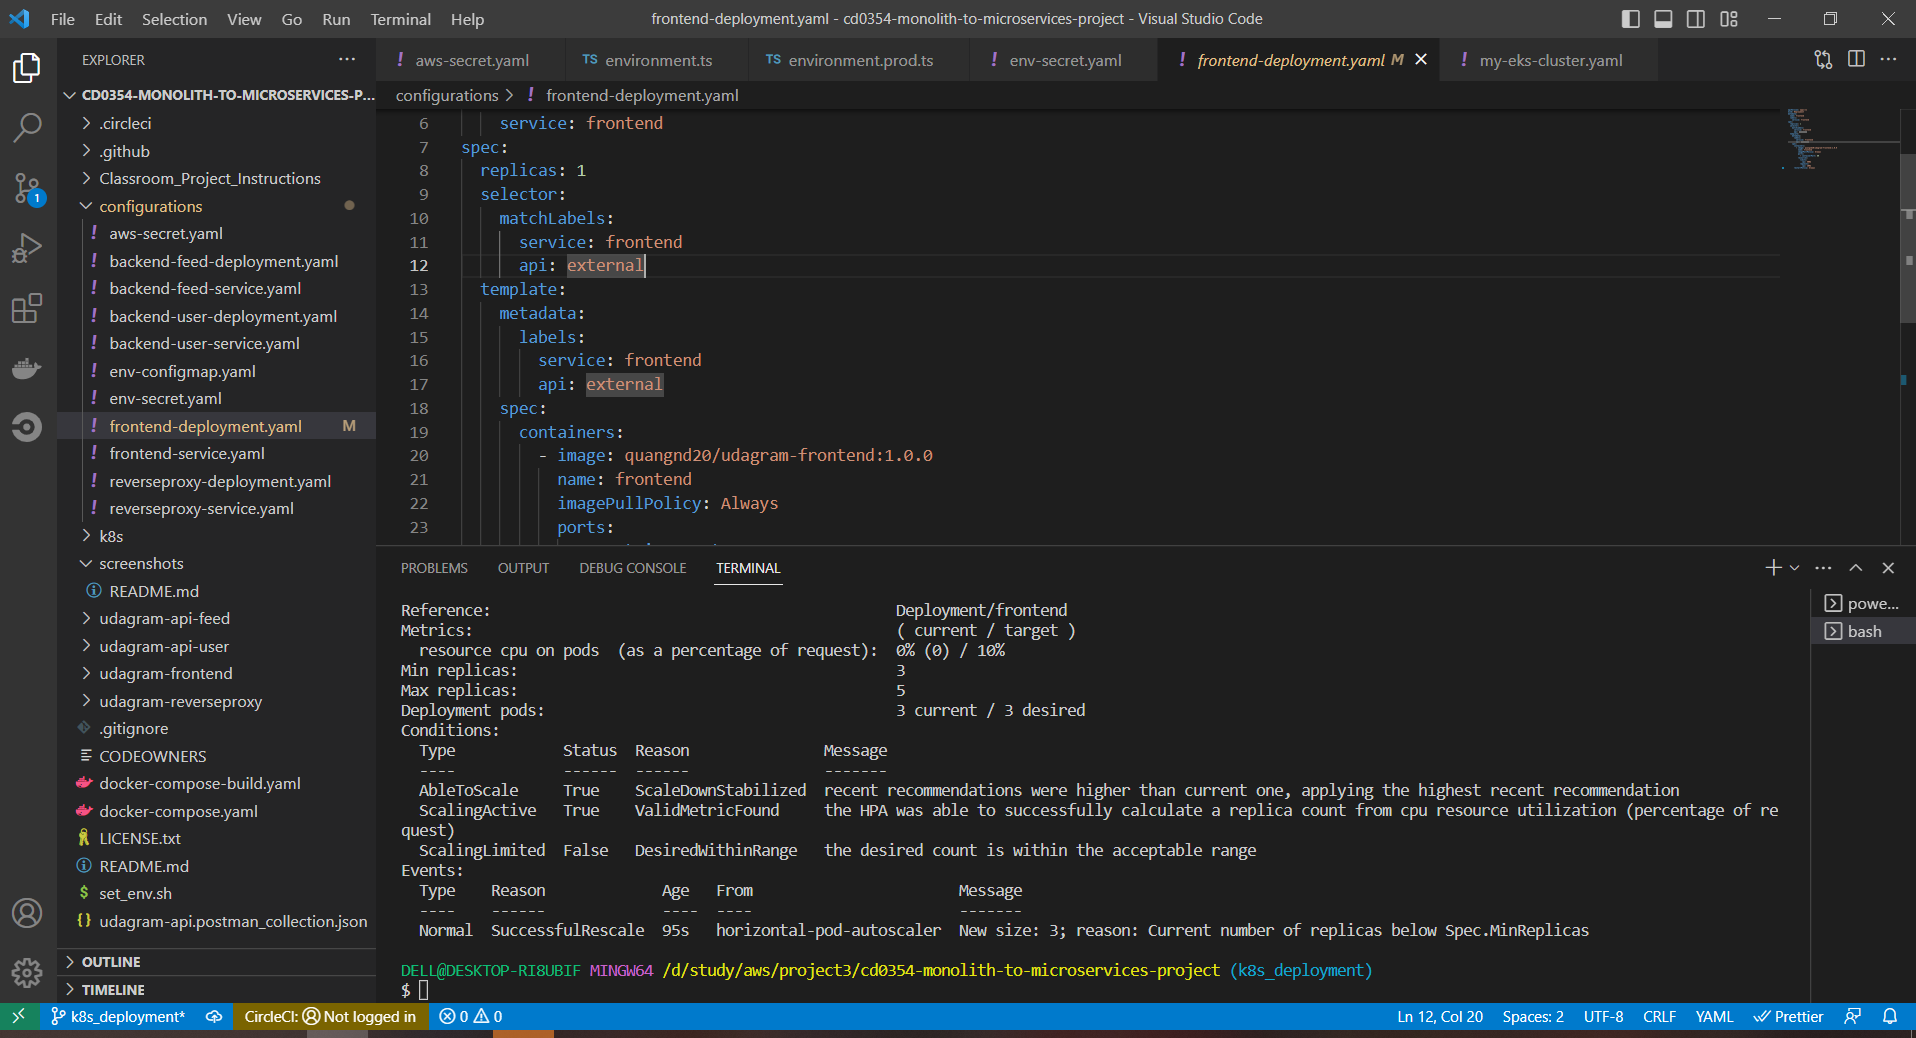 File Edit Selection View Go Run Terminal Help
frontend-deployment.yaml - cd0354-monolith-to-microservices-project - Visual Studio Code
EXPLORER
CD0354-MONOLITH-TO-MICROSERVICES-P...
.circleci
.github
Classroom_Project_Instructions
configurations
! aws-secret.yaml
! backend-feed-deployment.yaml
! backend-feed-service.yaml
! backend-user-deployment.yaml
! backend-user-service.yaml
! env-configmap.yaml
! env-secret.yaml
! frontend-deployment.yaml M
! frontend-service.yaml
! reverseproxy-deployment.yaml
! reverseproxy-service.yaml
k8s
screenshots
README.md
udagram-api-feed
udagram-api-user
udagram-frontend
udagram-reverseproxy
.gitignore
CODEOWNERS
docker-compose-build.yaml
docker-compose.yaml
LICENSE.txt
README.md
$ set_env.sh
{} udagram-api.postman_collection.json
OUTLINE
TIMELINE
1
! aws-secret.yaml TS environment.ts TS environment.prod.ts ! env-secret.yaml ! frontend-deployment.yaml M ! my-eks-cluster.yaml
configurations > ! frontend-deployment.yaml
6 service: frontend
7 spec:
8 replicas: 1
9 selector:
10 matchLabels:
11 service: frontend
12 api: external
13 template:
14 metadata:
15 labels:
16 service: frontend
17 api: external
18 spec:
19 containers:
20 - image: quangnd20/udagram-frontend:1.0.0
21 name: frontend
22 imagePullPolicy: Always
23 ports:
PROBLEMS OUTPUT DEBUG CONSOLE TERMINAL
Reference: Deployment/frontend
Metrics: ( current / target )
resource cpu on pods (as a percentage of request): 0% (0) / 10%
Min replicas: 3
Max replicas: 5
Deployment pods: 3 current / 3 desired
Conditions:
Type Status Reason Message
---- ------ ------ -------
AbleToScale True ScaleDownStabilized recent recommendations were higher than current one, applying the highest recent recommendation
ScalingActive True ValidMetricFound the HPA was able to successfully calculate a replica count from cpu resource utilization (percentage of re
quest)
ScalingLimited False DesiredWithinRange the desired count is within the acceptable range
Events:
Type Reason Age From Message
---- ------ ---- ---- -------
Normal SuccessfulRescale 95s horizontal-pod-autoscaler New size: 3; reason: Current number of replicas below Spec.MinReplicas
DELL@DESKTOP-RI8UBIF MINGW64 /d/study/aws/project3/cd0354-monolith-to-microservices-project (k8s_deployment)
$
powe...
bash
k8s_deployment* CircleCI: Not logged in 0 0 Ln 12, Col 20 Spaces: 2 UTF-8 CRLF YAML Prettier